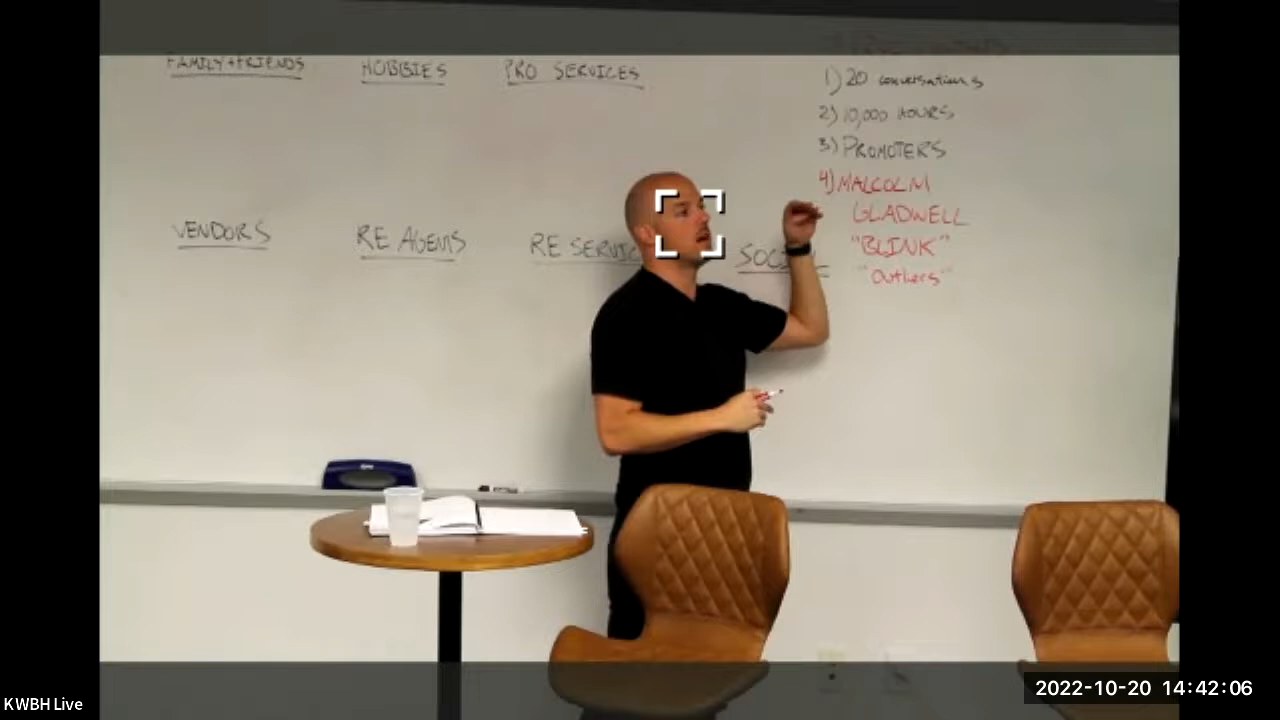 FAMILY+FRIENDS
HOBBIES
PRO SERVICES
1) 20 conversations
2) 10,000 HOURS
3) PROMOTERS
4) MALCOLM
GLADWELL
"BLINK"
"Outliers"
VENDORS
RE AGENTS
RE
2022-10-20 14:42:06
KWBH Live